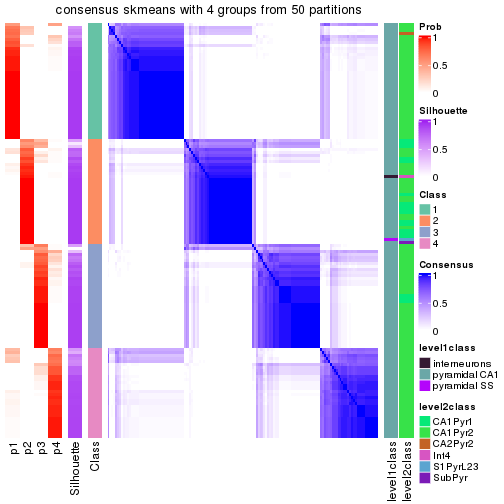 consensus skmeans with 4 groups from 50 partitions
Prob
1
0.5
0
Silhouette
1
0.5
0
Class
1
2
3
4
Consensus
1
0.5
0
level1class
interneurons
pyramidal CA1
pyramidal SS
level2class
CA1Pyr1
CA1Pyr2
CA2Pyr2
Int4
S1PyrL23
SubPyr
p1
p2
p3
p4
Silhouette
Class
level1class
level2class